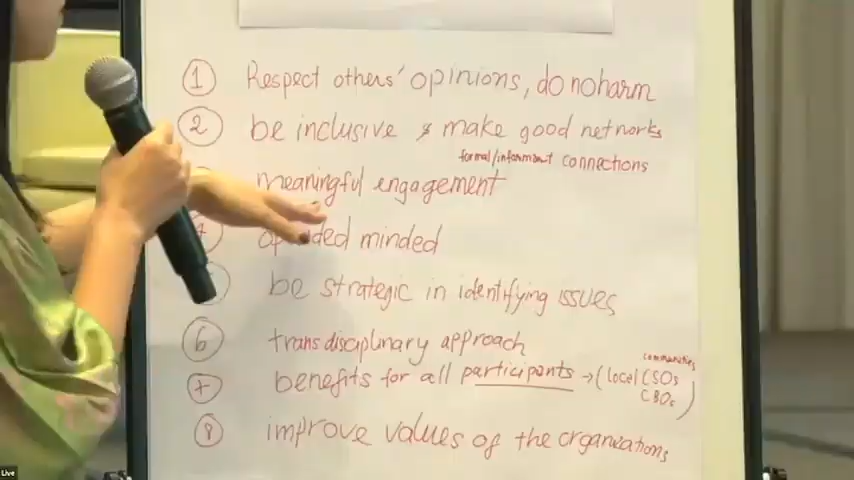 1 Respect others' opinions, do no harm
2 be inclusive & make good networks
formal/informant connections
meaningful engagement
minded
be strategic in identifying issues
6 transdisciplinary approach
communities
7 benefits for all participants → (local CSOs
CBOs)
8 improve values of the organizations
Live